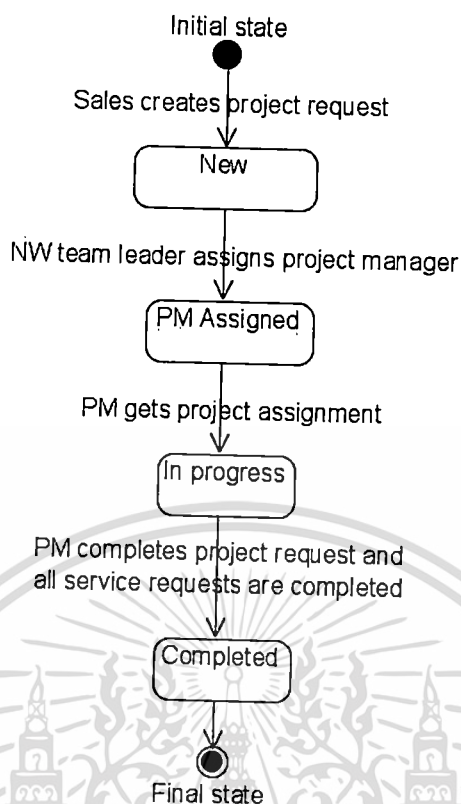 Initial state
Sales creates project request
New
NW team leader assigns project manager
PM Assigned
PM gets project assignment
In progress
PM completes project request and
all service requests are completed
Completed
Final state